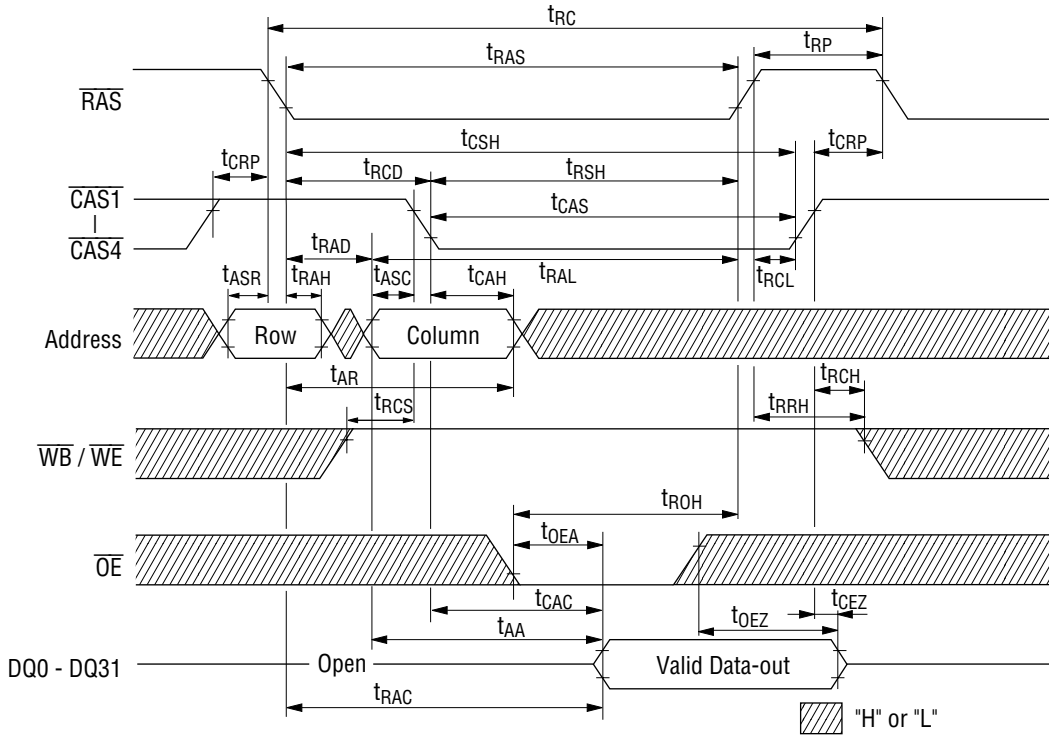 tRC
tRP
tRAS
RAS
tCSH
tCRP
tCRP
tRCD
tRSH
CAS1
tCAS
CAS4
tRAD
tRAL
tRCL
tASR
tRAH
tASC
tCAH
Address
Row
Column
tAR
tRCH
tRCS
tRRH
WB / WE
tROH
tOEA
OE
tCAC
tCEZ
tOEZ
tAA
DQ0 - DQ31
Open
Valid Data-out
tRAC
"H" or "L"